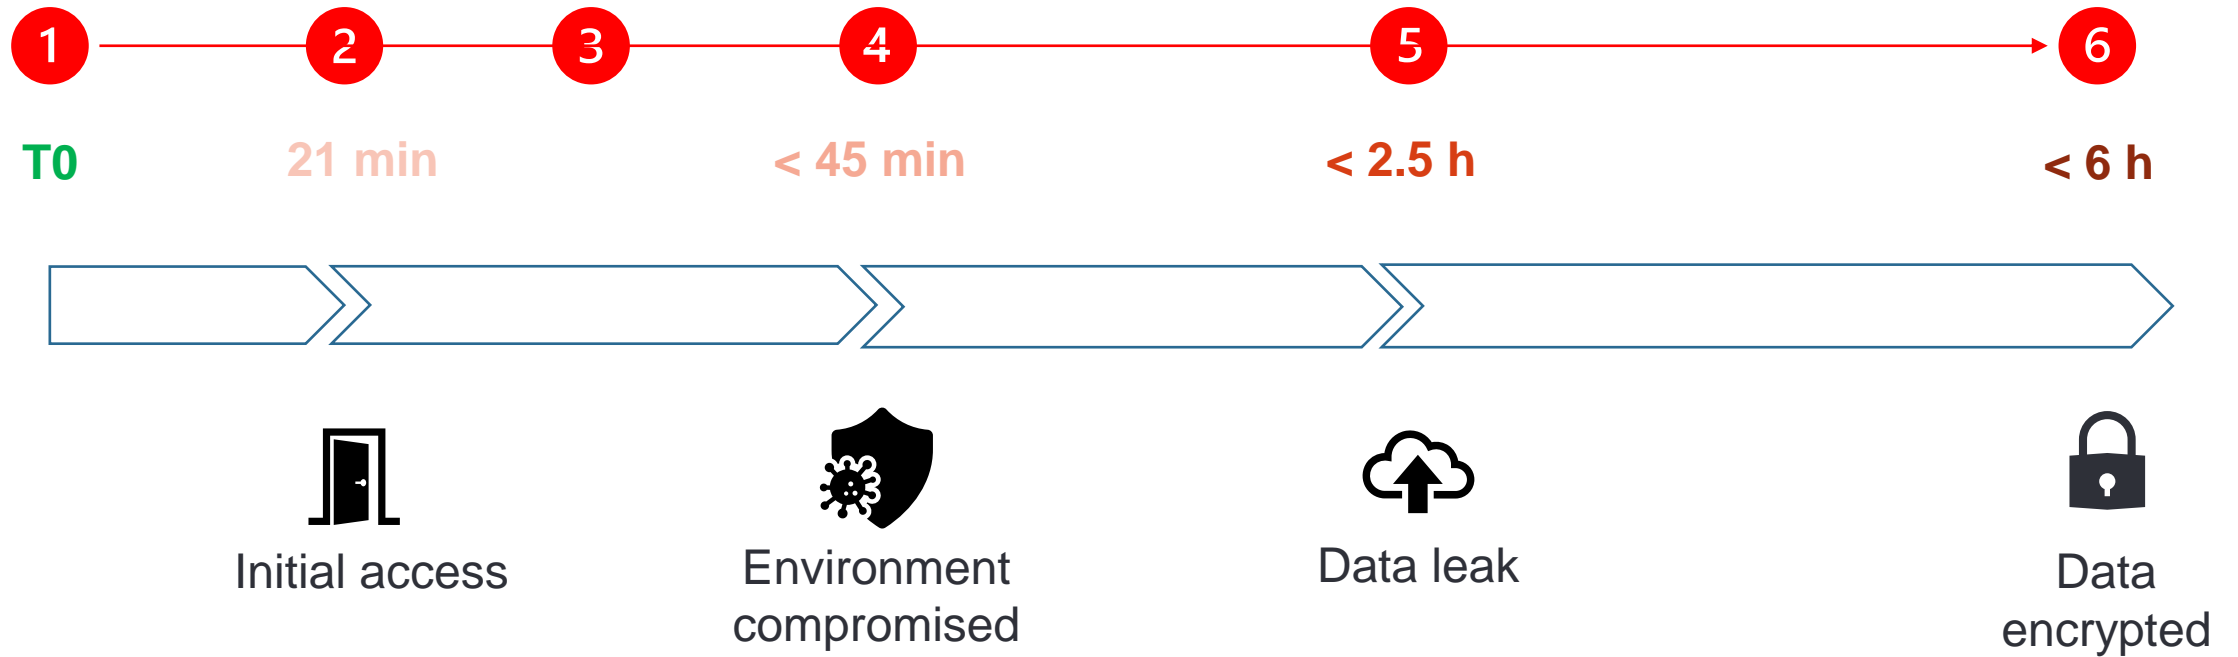 1
2
3
4
5
6
T0
21 min
< 45 min
< 2.5 h
< 6 h
Initial access
Environment
compromised
Data leak
Data
encrypted